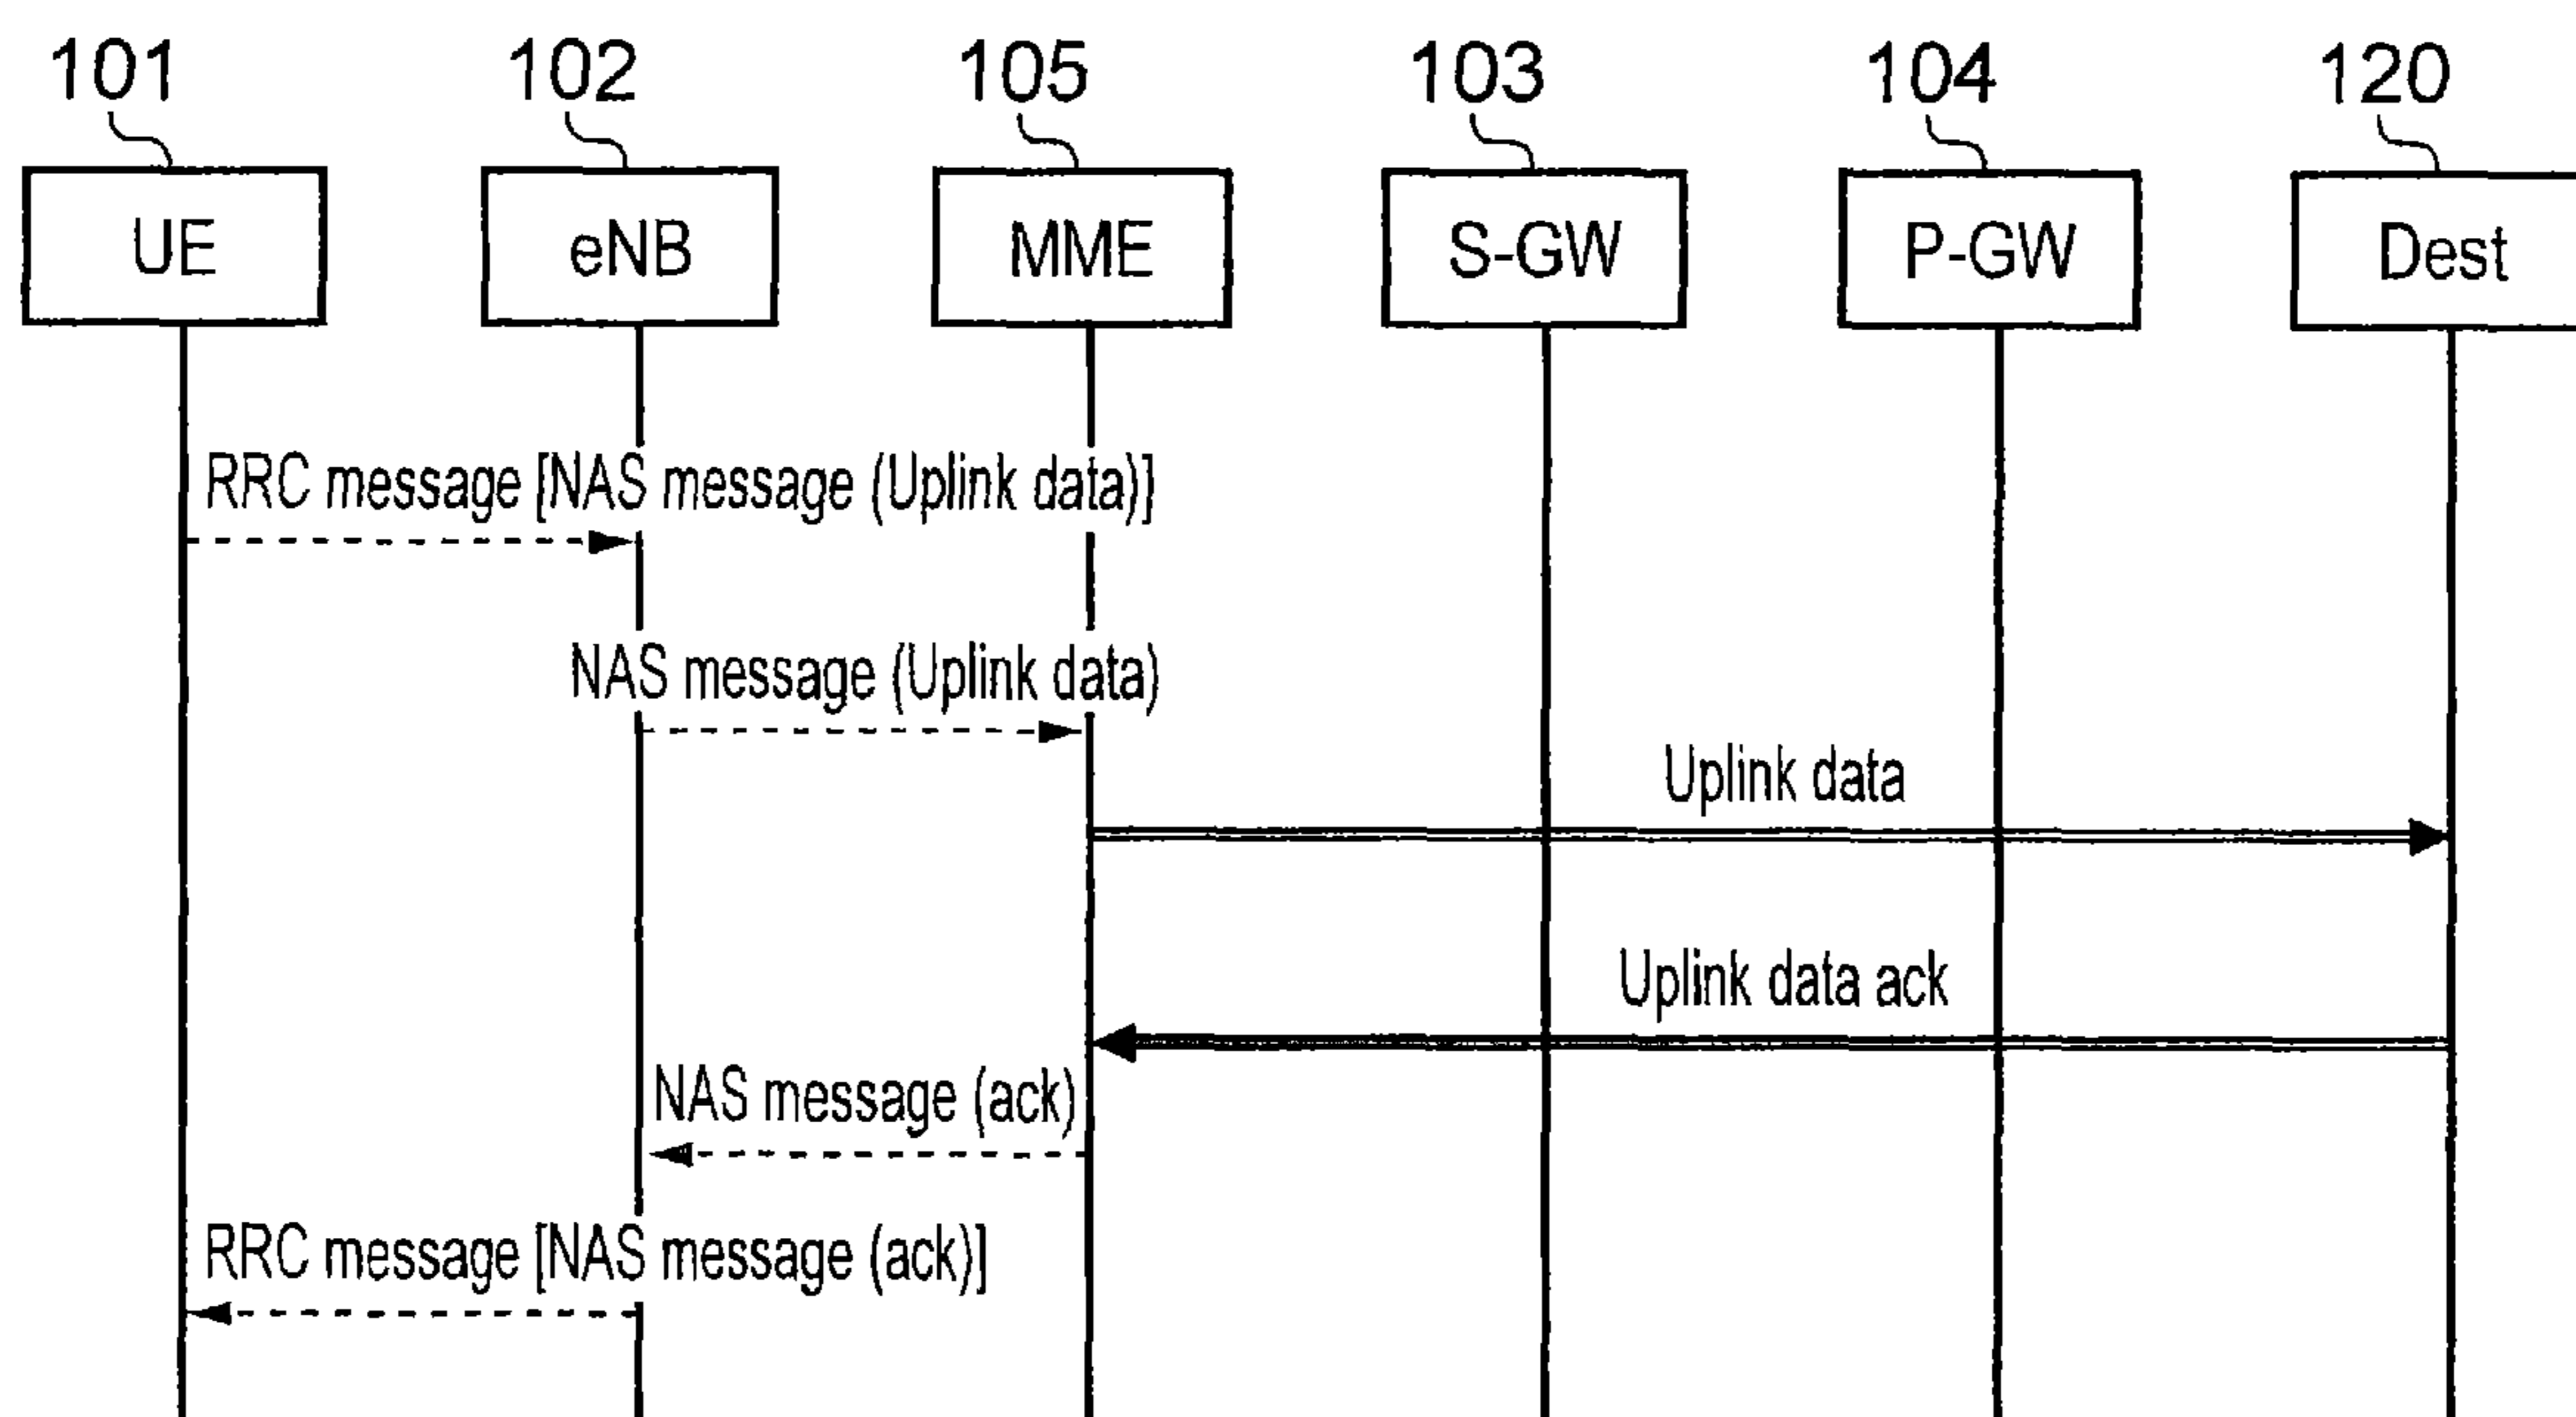 101 102 105 103 104 120
UE eNB MME S-GW P-GW Dest
RRC message [NAS message (Uplink data)]
NAS message (Uplink data)
Uplink data
Uplink data ack
NAS message (ack)
RRC message [NAS message (ack)]